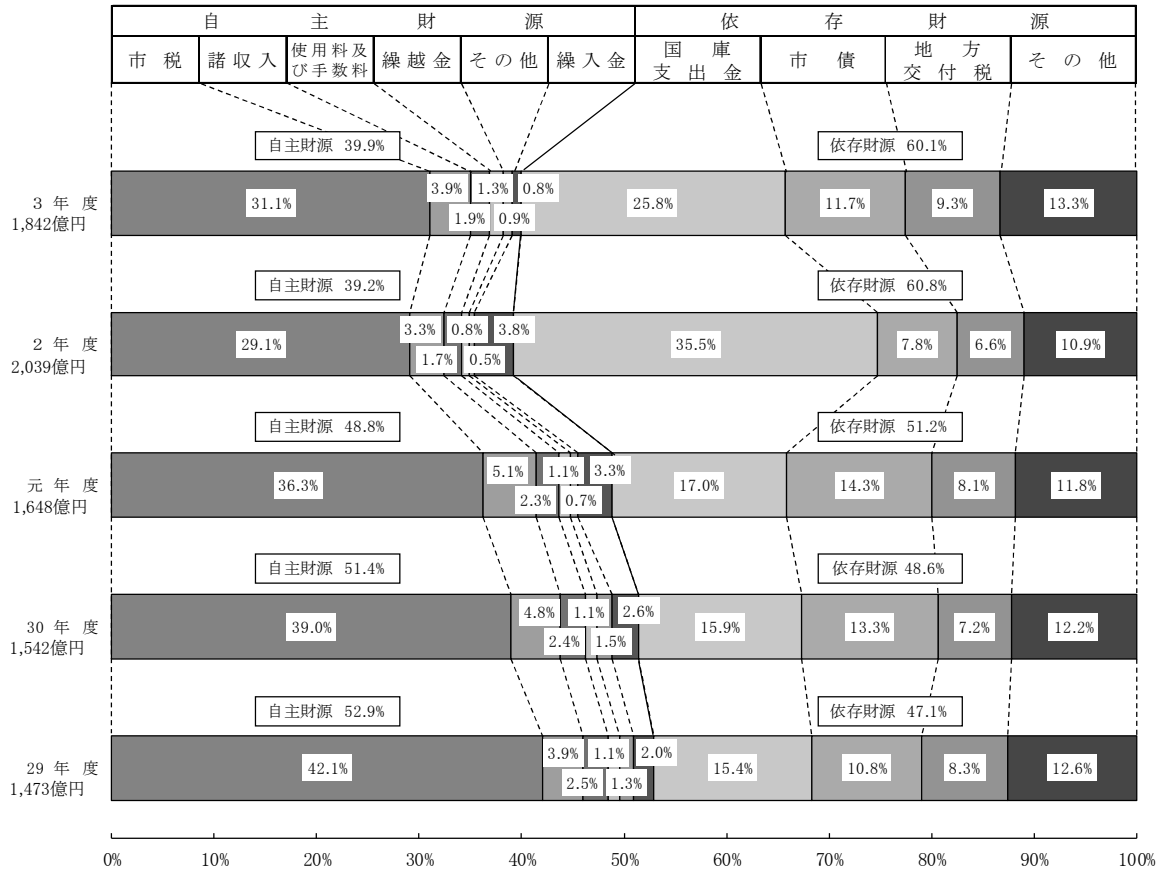 自主財源 依存財源
市税 諸収入 使用料及び手数料 繰越金 その他 繰入金 国庫支出金 市債 地方交付税 その他
自主財源 39.9% 依存財源 60.1%
3年度
1,842億円
31.1% 3.9% 1.9% 1.3% 0.9% 0.8% 25.8% 11.7% 9.3% 13.3%
自主財源 39.2% 依存財源 60.8%
2年度
2,039億円
29.1% 3.3% 1.7% 0.8% 0.5% 3.8% 35.5% 7.8% 6.6% 10.9%
自主財源 48.8% 依存財源 51.2%
元年度
1,648億円
36.3% 5.1% 2.3% 1.1% 0.7% 3.3% 17.0% 14.3% 8.1% 11.8%
自主財源 51.4% 依存財源 48.6%
30年度
1,542億円
39.0% 4.8% 2.4% 1.1% 1.5% 2.6% 15.9% 13.3% 7.2% 12.2%
自主財源 52.9% 依存財源 47.1%
29年度
1,473億円
42.1% 3.9% 2.5% 1.1% 1.3% 2.0% 15.4% 10.8% 8.3% 12.6%
0% 10% 20% 30% 40% 50% 60% 70% 80% 90% 100%